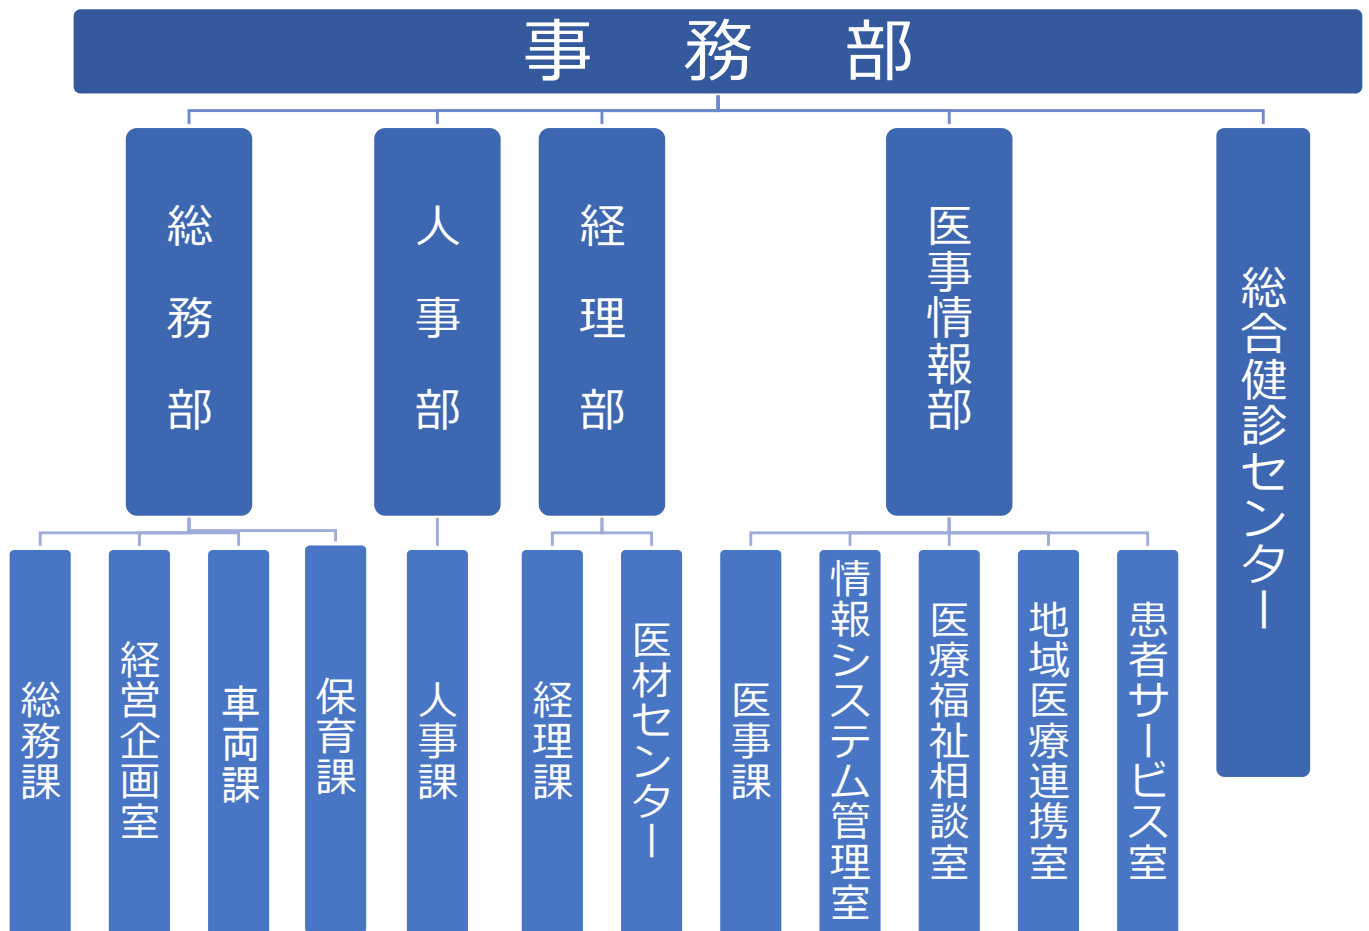 事務部
総務部
人事部
経理部
医事情報部
総合健診センター
総務課
経営企画室
車両課
保育課
人事課
経理課
医材センター
医事課
情報システム管理室
医療福祉相談室
地域医療連携室
患者サービス室